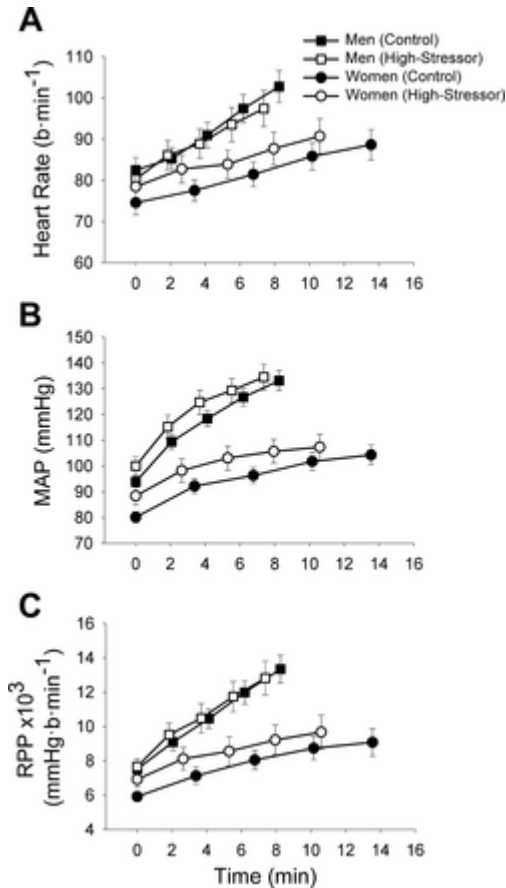 A
Men (Control)
Men (High-Stressor)
Women (Control)
Women (High-Stressor)
Heart Rate (b·min⁻¹)
110
100
90
80
70
60
0 2 4 6 8 10 12 14 16
B
MAP (mmHg)
150
140
130
120
110
100
90
80
70
0 2 4 6 8 10 12 14 16
C
RPP x10³
(mmHg·b·min⁻¹)
16
14
12
10
8
6
4
0 2 4 6 8 10 12 14 16
Time (min)